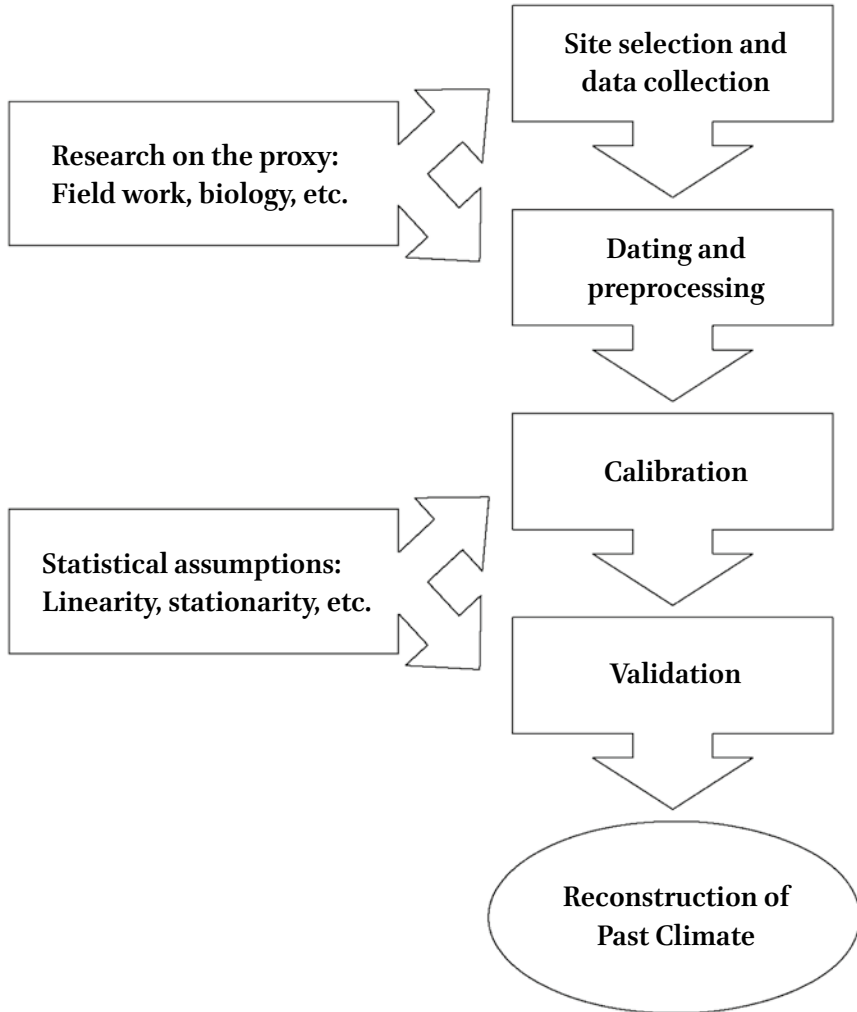 Site selection and
data collection
Research on the proxy:
Field work, biology, etc.
Dating and
preprocessing
Calibration
Statistical assumptions:
Linearity, stationarity, etc.
Validation
Reconstruction of
Past Climate